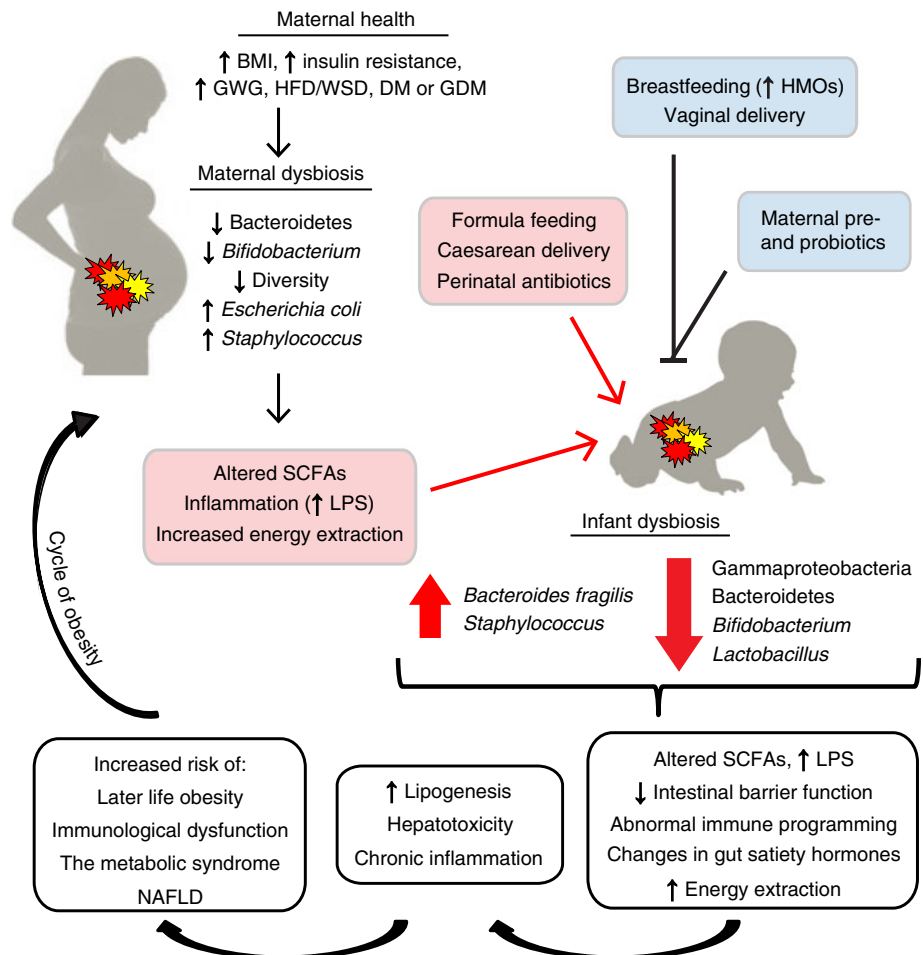 Maternal health
↑ BMI, ↑ insulin resistance,
↑ GWG, HFD/WSD, DM or GDM
Maternal dysbiosis
↓ Bacteroidetes
↓ Bifidobacterium
↓ Diversity
↑ Escherichia coli
↑ Staphylococcus
Altered SCFAs
Inflammation (↑ LPS)
Increased energy extraction
Formula feeding
Caesarean delivery
Perinatal antibiotics
Breastfeeding (↑ HMOs)
Vaginal delivery
Maternal pre-
and probiotics
Infant dysbiosis
Bacteroides fragilis
Staphylococcus
Gammaproteobacteria
Bacteroidetes
Bifidobacterium
Lactobacillus
Altered SCFAs, ↑ LPS
↓ Intestinal barrier function
Abnormal immune programming
Changes in gut satiety hormones
↑ Energy extraction
↑ Lipogenesis
Hepatotoxicity
Chronic inflammation
Increased risk of:
Later life obesity
Immunological dysfunction
The metabolic syndrome
NAFLD
Cycle of obesity